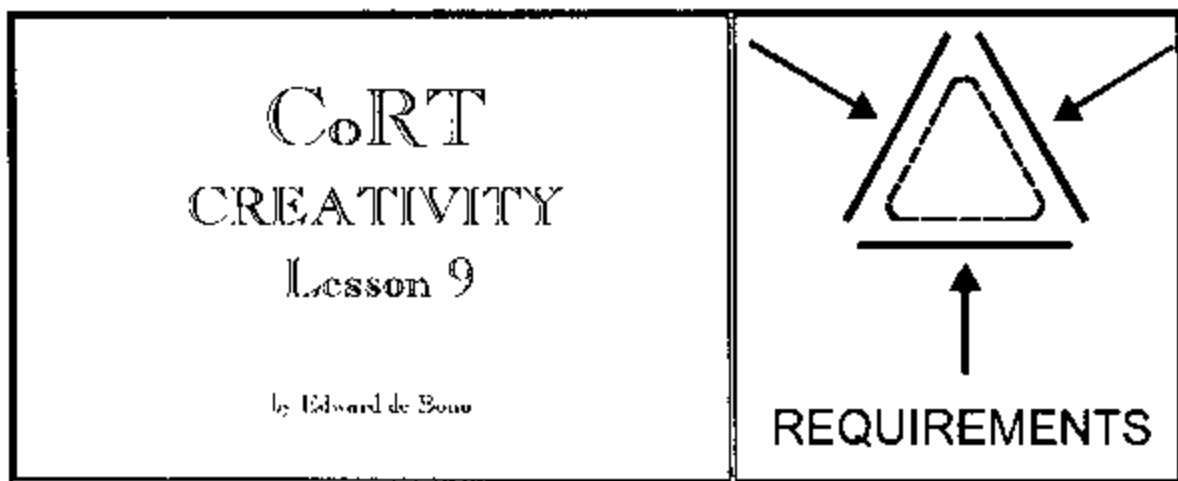 CoRT
CREATIVITY
Lesson 9
by Edward de Bono
REQUIREMENTS